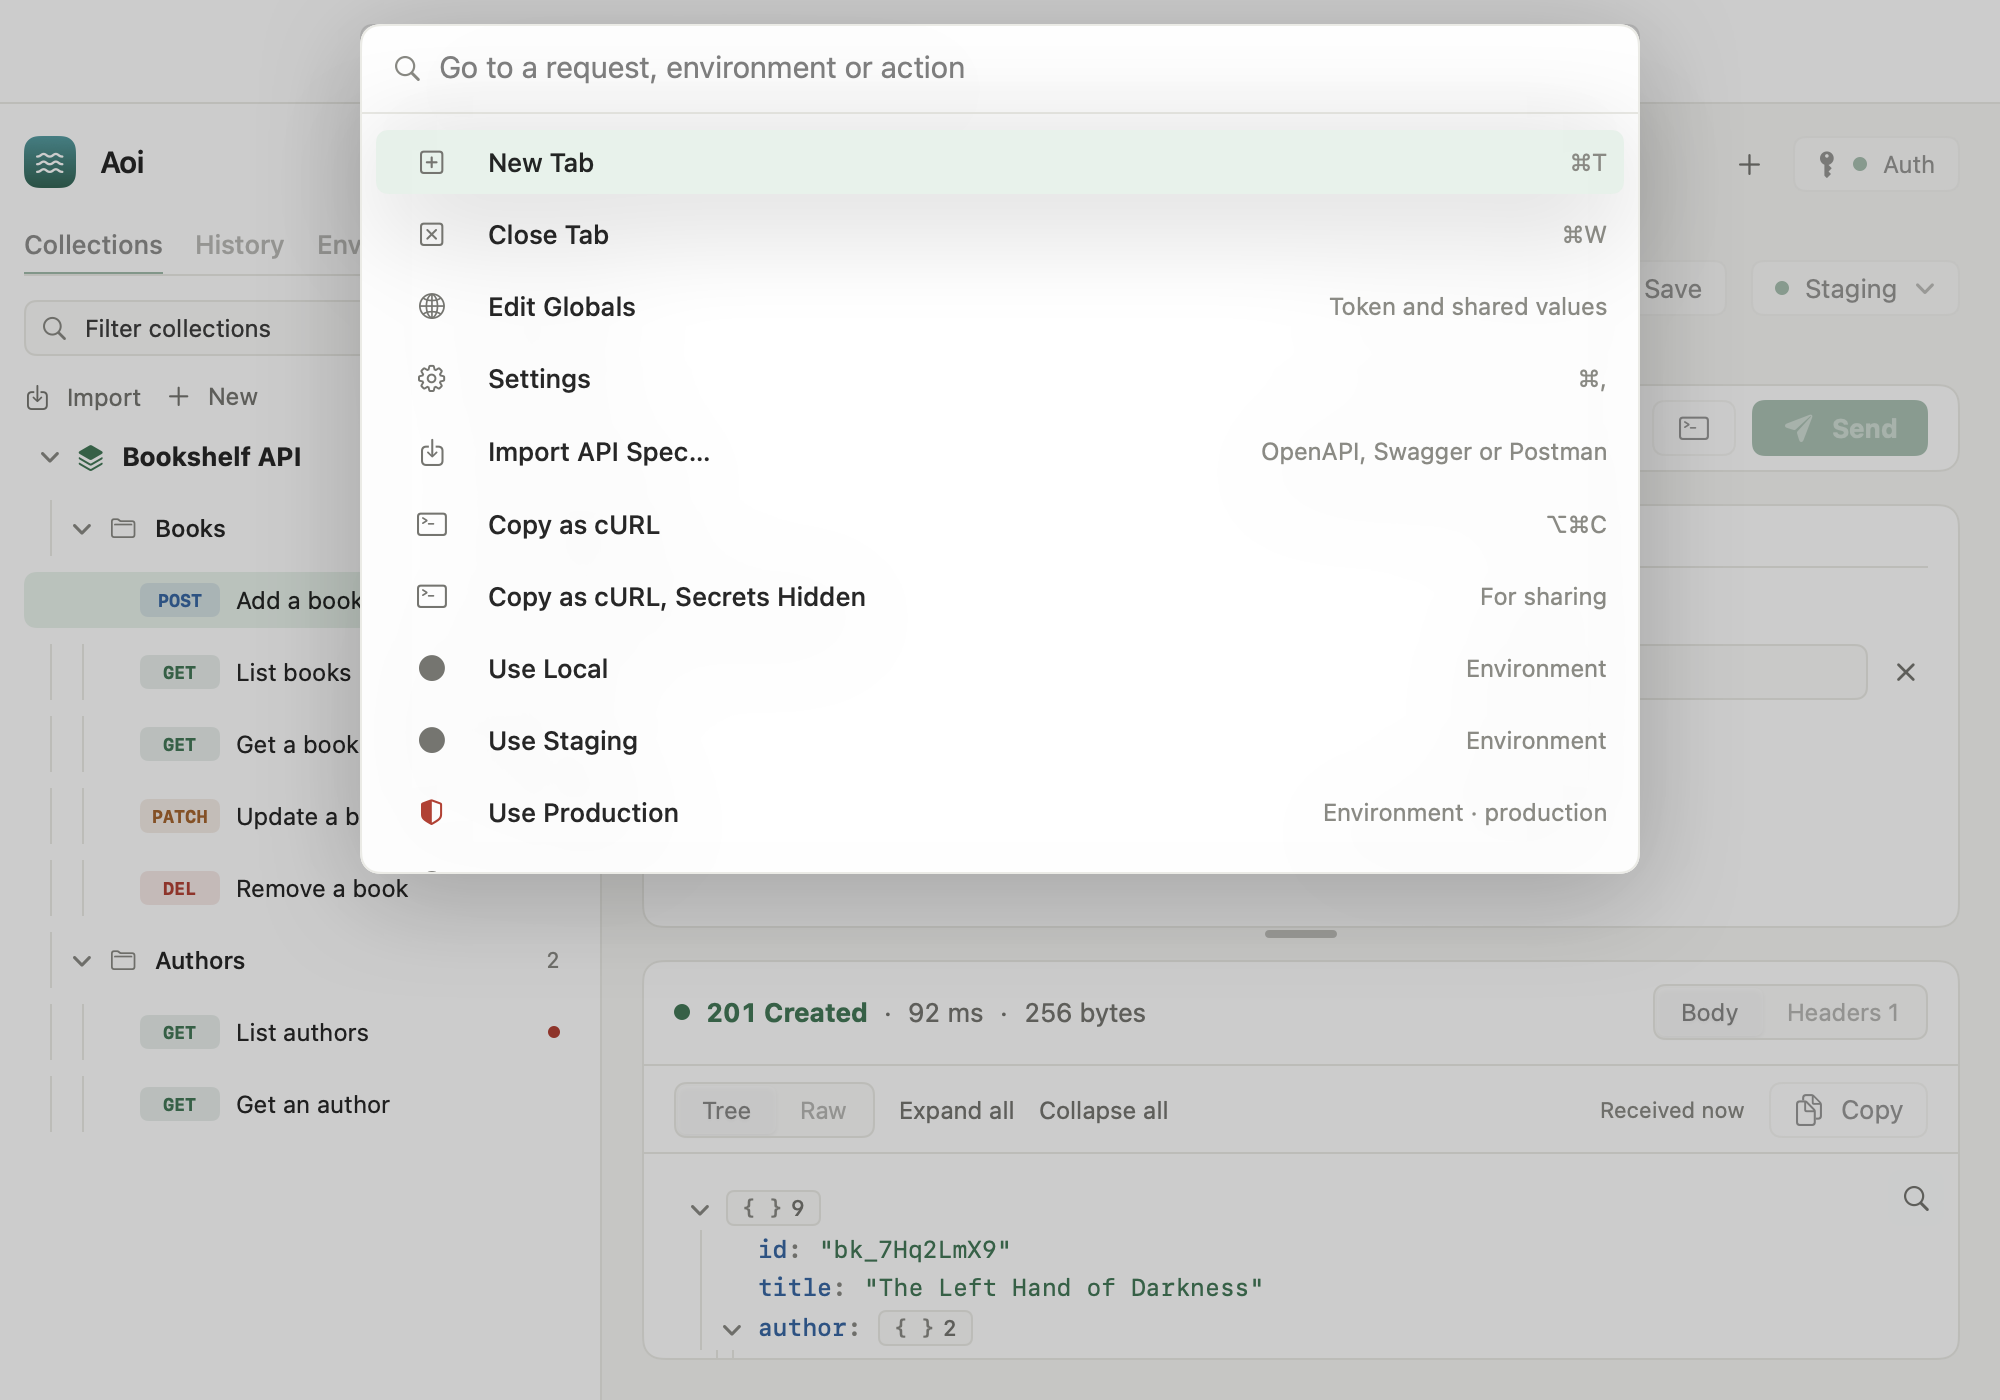 Go to a request, environment or action
New Tab ⌘T
Close Tab ⌘W
Edit Globals Token and shared values
Settings ⌘,
Import API Spec... OpenAPI, Swagger or Postman
Copy as cURL ⌥⌘C
Copy as cURL, Secrets Hidden For sharing
Use Local Environment
Use Staging Environment
Use Production Environment · production
Aoi
Auth
Collections History Env
Save Staging
Filter collections
Import New
Send
Bookshelf API
Books
POST Add a book
GET List books
GET Get a book
PATCH Update a b
DEL Remove a book
Authors 2
GET List authors
GET Get an author
201 Created · 92 ms · 256 bytes
Body Headers 1
Tree Raw Expand all Collapse all Received now Copy
{ } 9
id: "bk_7Hq2LmX9"
title: "The Left Hand of Darkness"
author: { } 2